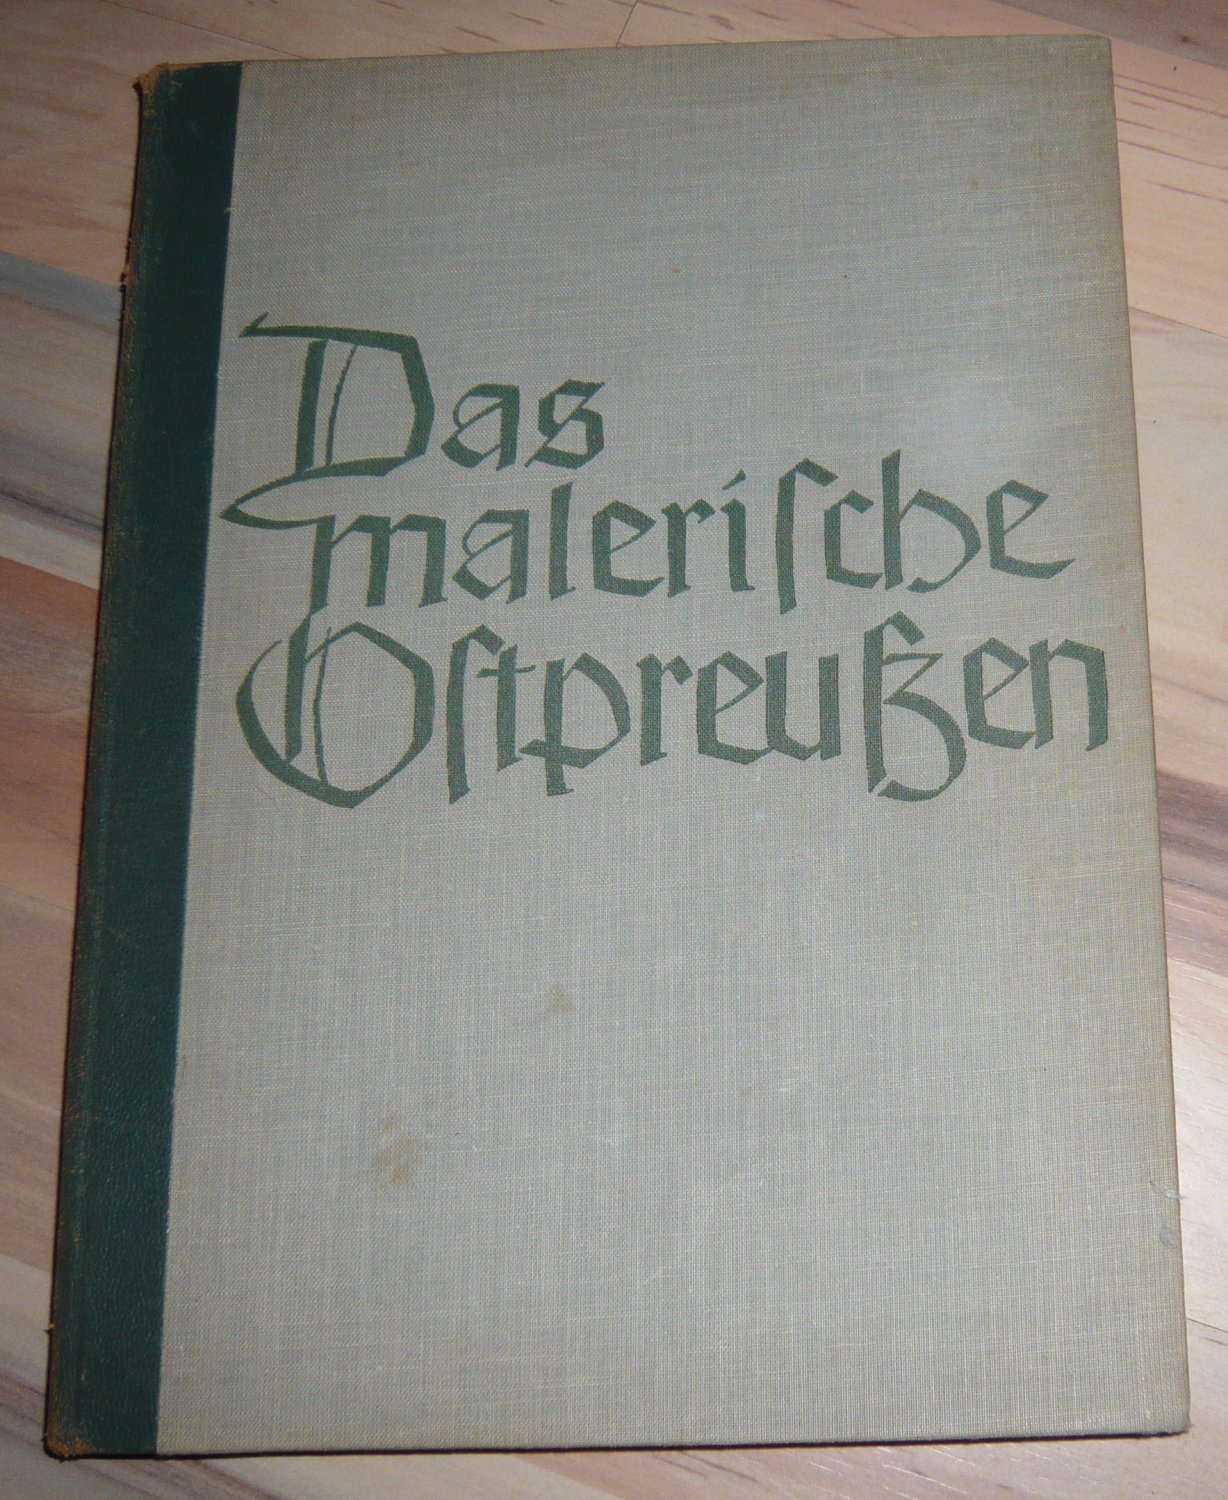 Das
maleriſche
Oſtpreußen